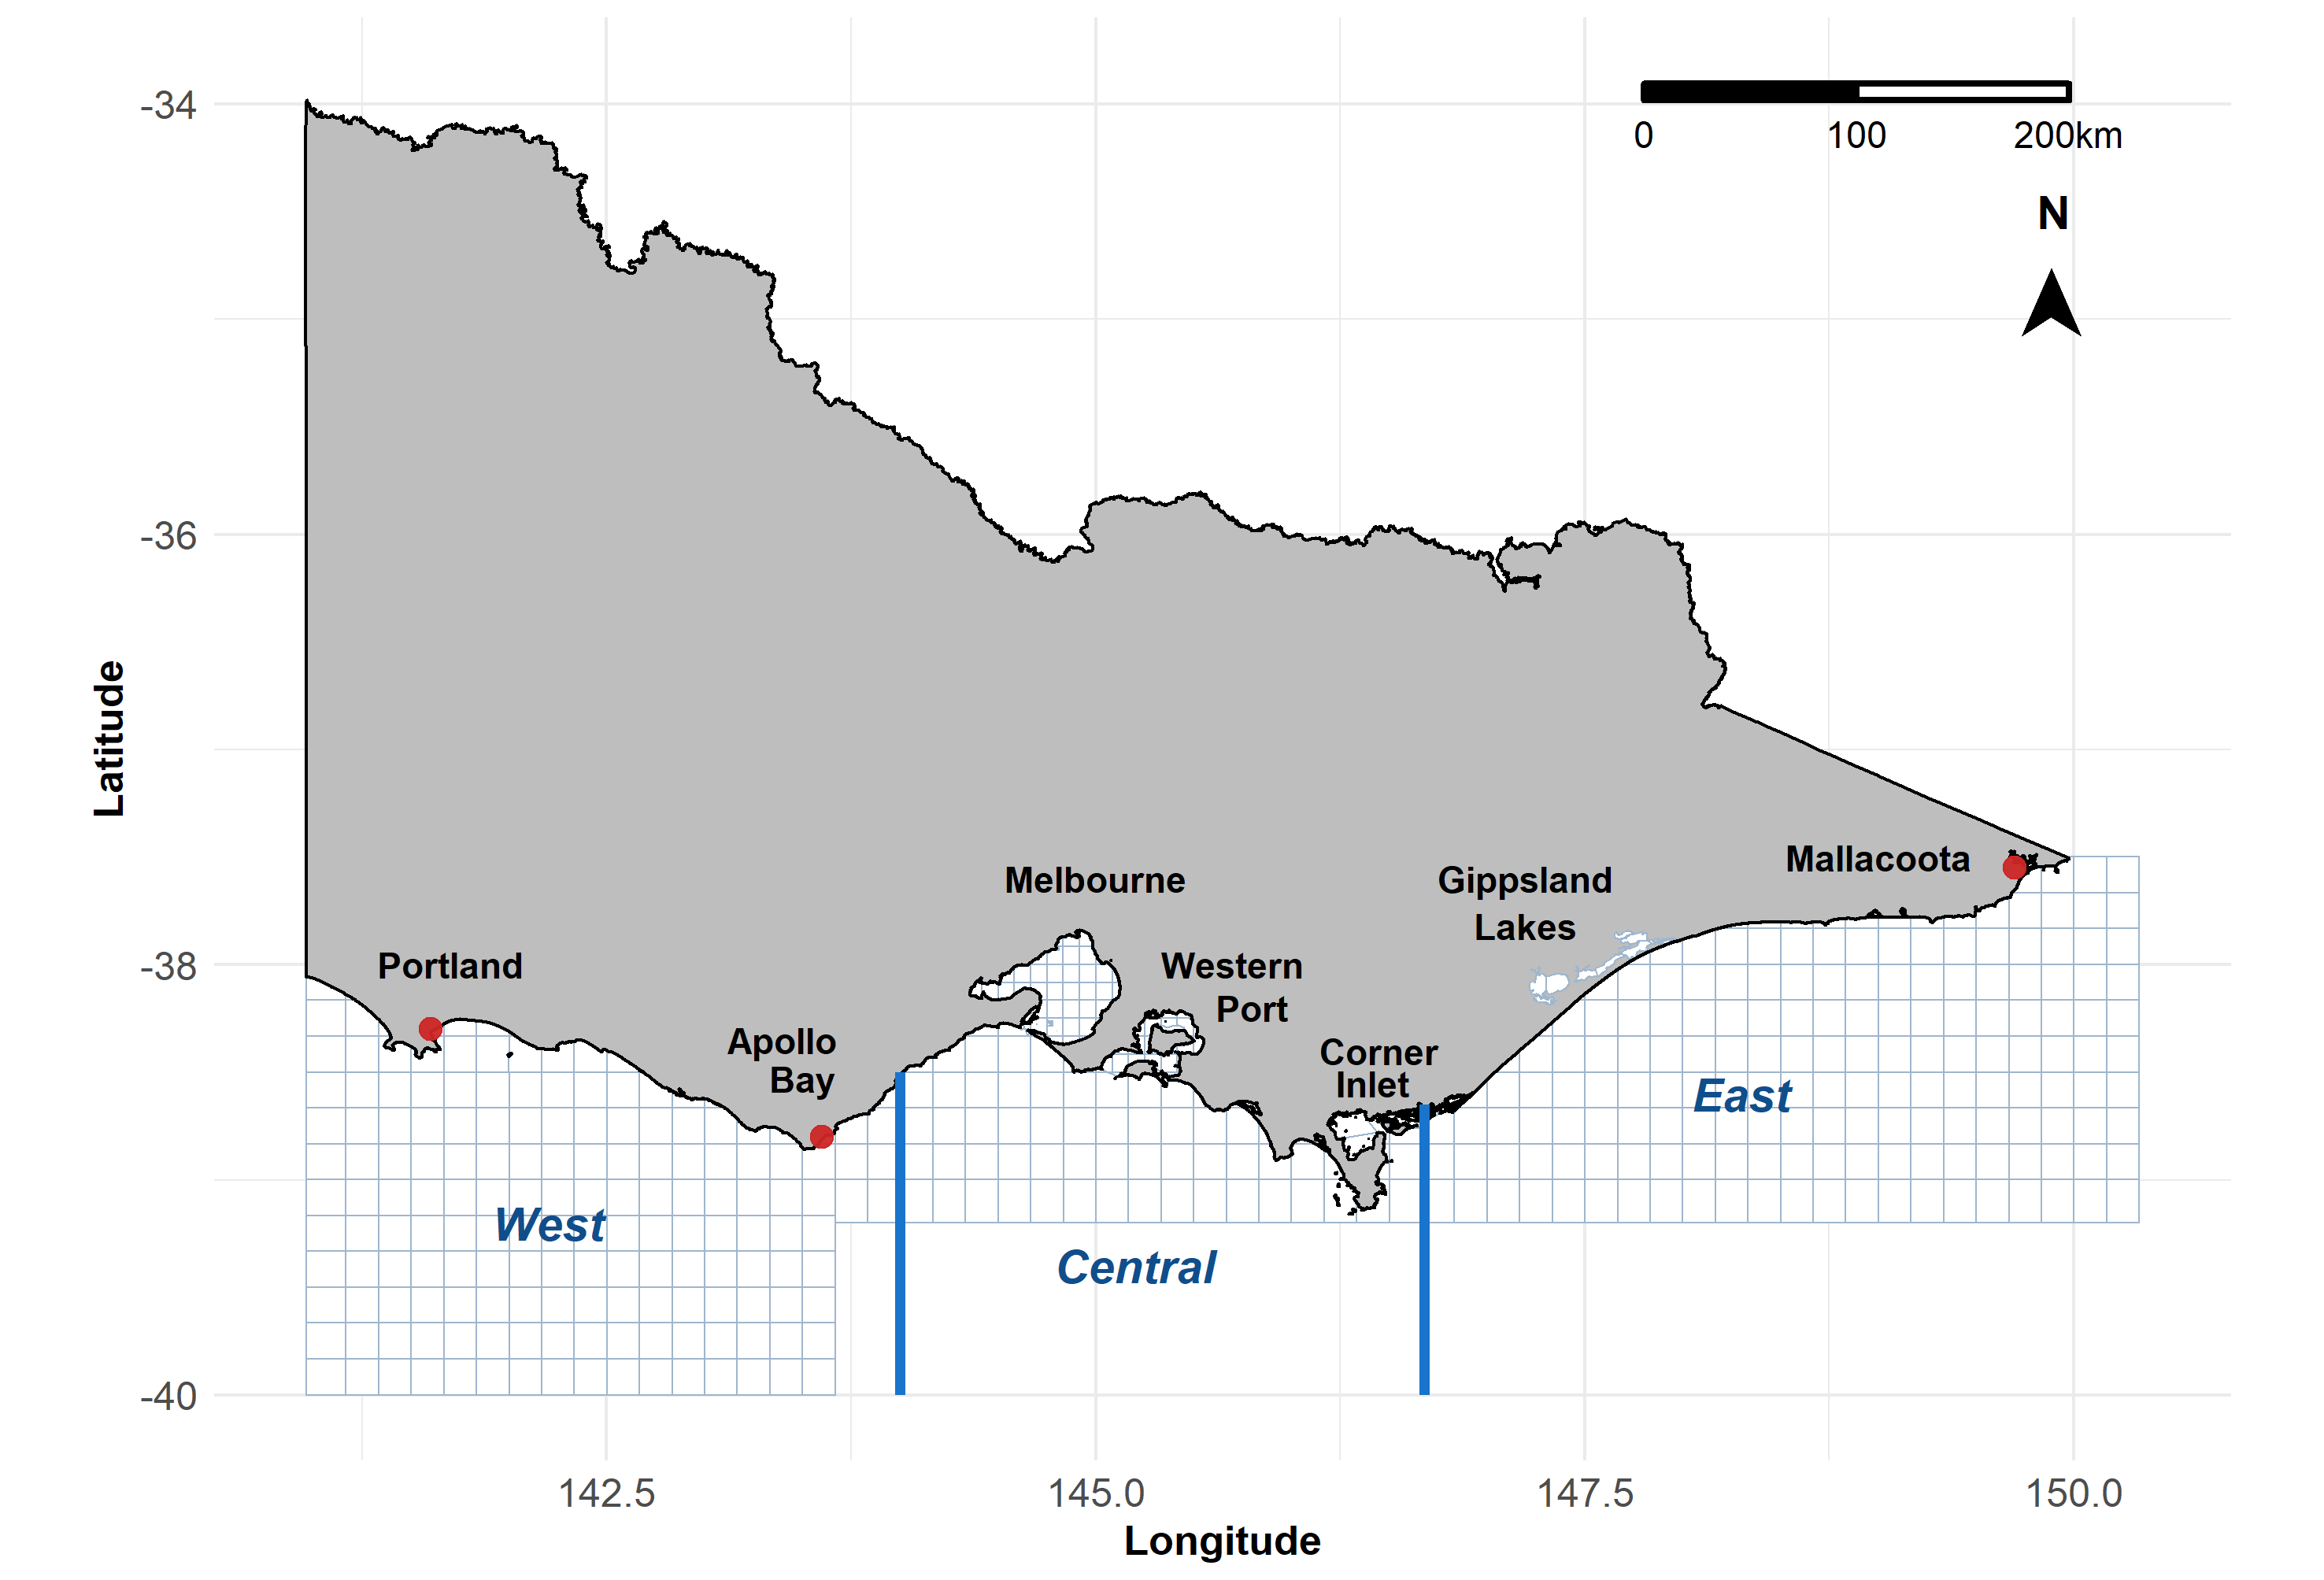 -34
0 100 200km
N
-36
Latitude
Melbourne
Gippsland
Lakes
Mallacoota
-38
Portland
Western
Port
Apollo
Bay
Corner
Inlet
East
West
Central
-40
142.5 145.0 147.5 150.0
Longitude